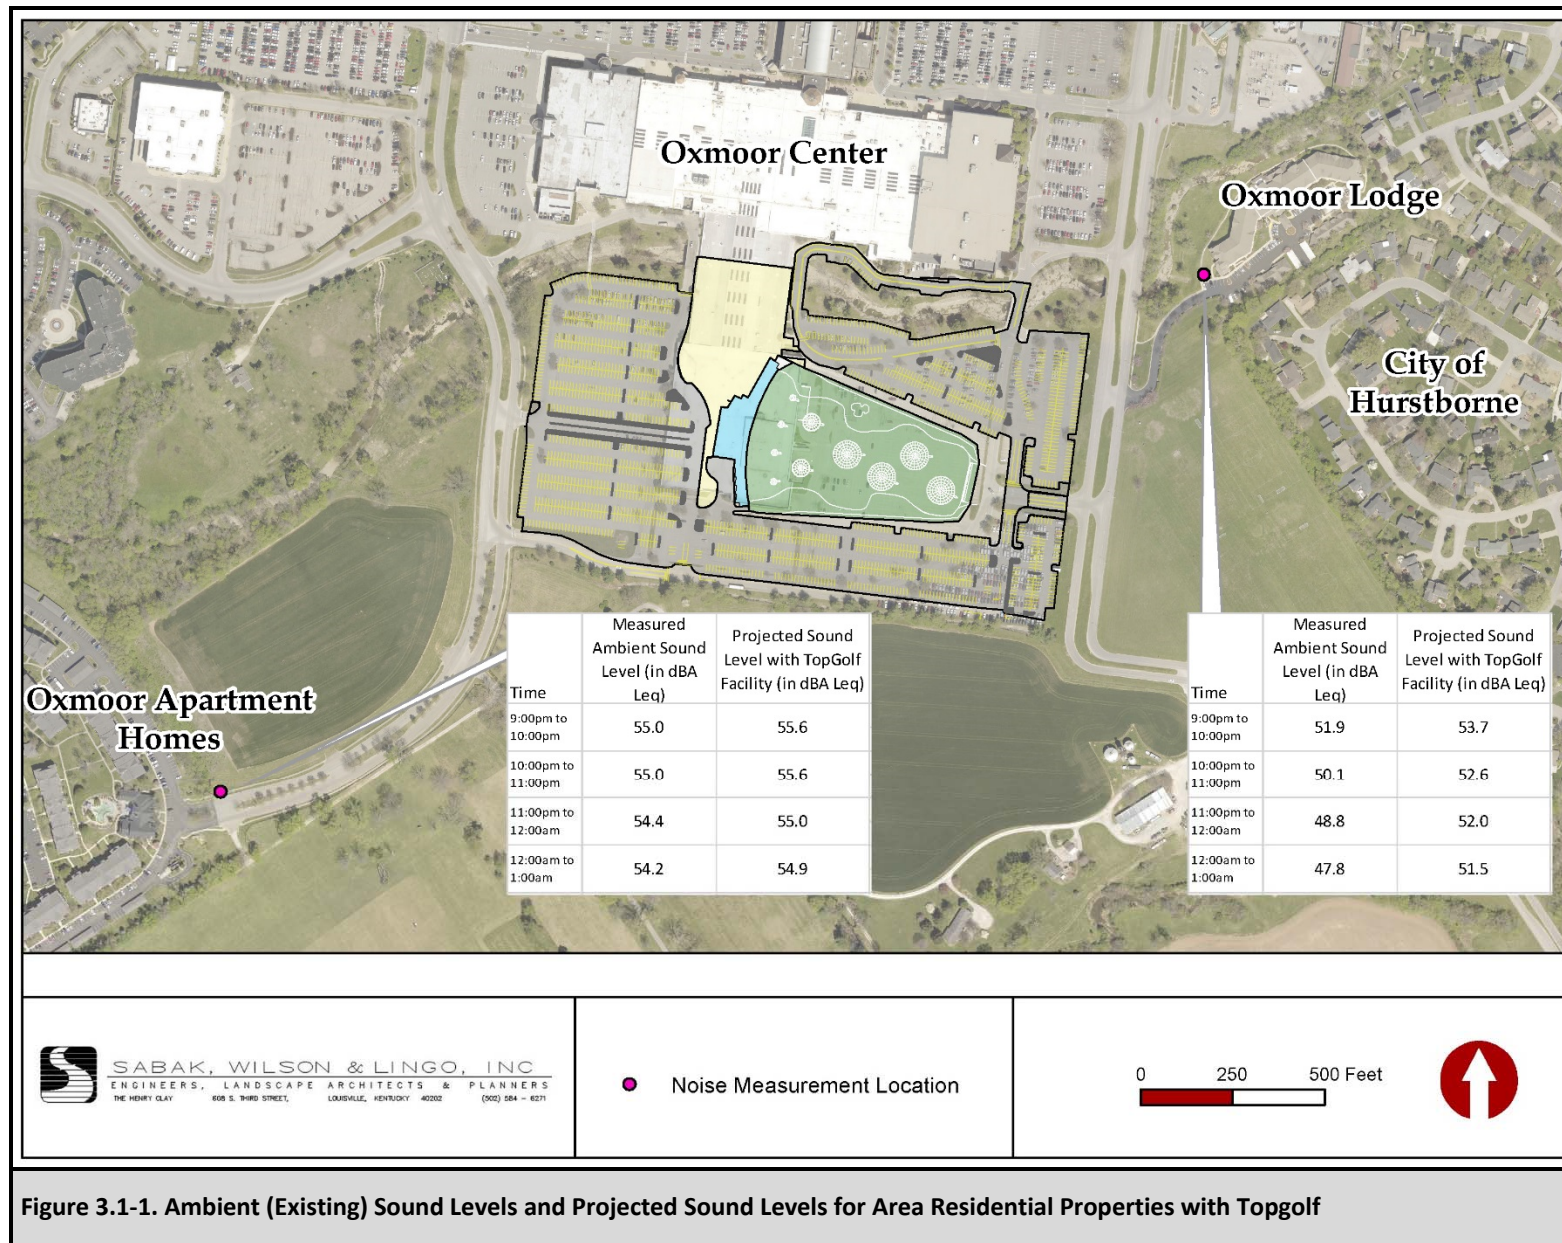 Oxmoor Center
Oxmoor Lodge
City of
Hurstborne
Oxmoor Apartment
Homes
Time
Measured
Ambient Sound
Level (in dBA
Leq)
Projected Sound
Level with TopGolf
Facility (in dBA Leq)
9:00pm to
10:00pm
55.0
55.6
10:00pm to
11:00pm
55.0
55.6
11:00pm to
12:00am
54.4
55.0
12:00am to
1:00am
54.2
54.9
Time
Measured
Ambient Sound
Level (in dBA
Leq)
Projected Sound
Level with TopGolf
Facility (in dBA Leq)
9:00pm to
10:00pm
51.9
53.7
10:00pm to
11:00pm
50.1
52.6
11:00pm to
12:00am
48.8
52.0
12:00am to
1:00am
47.8
51.5
SABAK, WILSON & LINGO, INC
ENGINEERS, LANDSCAPE ARCHITECTS & PLANNERS
THE HENRY CLAY 608 S. THIRD STREET, LOUISVILLE, KENTUCKY 40202 (502) 584 - 6271
Noise Measurement Location
0 250 500 Feet
Figure 3.1-1. Ambient (Existing) Sound Levels and Projected Sound Levels for Area Residential Properties with Topgolf